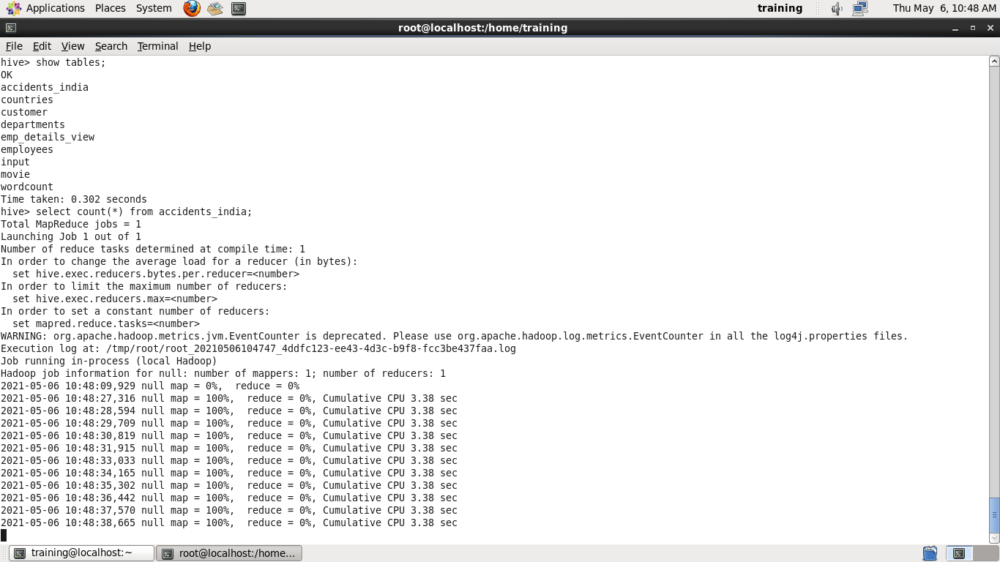 Applications Places System training Thu May 6, 10:48 AM
root@localhost:/home/training
File Edit View Search Terminal Help
hive> show tables;
OK
accidents_india
countries
customer
departments
emp_details_view
employees
input
movie
wordcount
Time taken: 0.302 seconds
hive> select count(*) from accidents_india;
Total MapReduce jobs = 1
Launching Job 1 out of 1
Number of reduce tasks determined at compile time: 1
In order to change the average load for a reducer (in bytes):
  set hive.exec.reducers.bytes.per.reducer=<number>
In order to limit the maximum number of reducers:
  set hive.exec.reducers.max=<number>
In order to set a constant number of reducers:
  set mapred.reduce.tasks=<number>
WARNING: org.apache.hadoop.metrics.jvm.EventCounter is deprecated. Please use org.apache.hadoop.log.metrics.EventCounter in all the log4j.properties files.
Execution log at: /tmp/root/root_20210506104747_4ddfc123-ee43-4d3c-b9f8-fcc3be437faa.log
Job running in-process (local Hadoop)
Hadoop job information for null: number of mappers: 1; number of reducers: 1
2021-05-06 10:48:09,929 null map = 0%,  reduce = 0%
2021-05-06 10:48:27,316 null map = 100%,  reduce = 0%, Cumulative CPU 3.38 sec
2021-05-06 10:48:28,594 null map = 100%,  reduce = 0%, Cumulative CPU 3.38 sec
2021-05-06 10:48:29,709 null map = 100%,  reduce = 0%, Cumulative CPU 3.38 sec
2021-05-06 10:48:30,819 null map = 100%,  reduce = 0%, Cumulative CPU 3.38 sec
2021-05-06 10:48:31,915 null map = 100%,  reduce = 0%, Cumulative CPU 3.38 sec
2021-05-06 10:48:33,033 null map = 100%,  reduce = 0%, Cumulative CPU 3.38 sec
2021-05-06 10:48:34,165 null map = 100%,  reduce = 0%, Cumulative CPU 3.38 sec
2021-05-06 10:48:35,302 null map = 100%,  reduce = 0%, Cumulative CPU 3.38 sec
2021-05-06 10:48:36,442 null map = 100%,  reduce = 0%, Cumulative CPU 3.38 sec
2021-05-06 10:48:37,570 null map = 100%,  reduce = 0%, Cumulative CPU 3.38 sec
2021-05-06 10:48:38,665 null map = 100%,  reduce = 0%, Cumulative CPU 3.38 sec
training@localhost:~ root@localhost:/home...